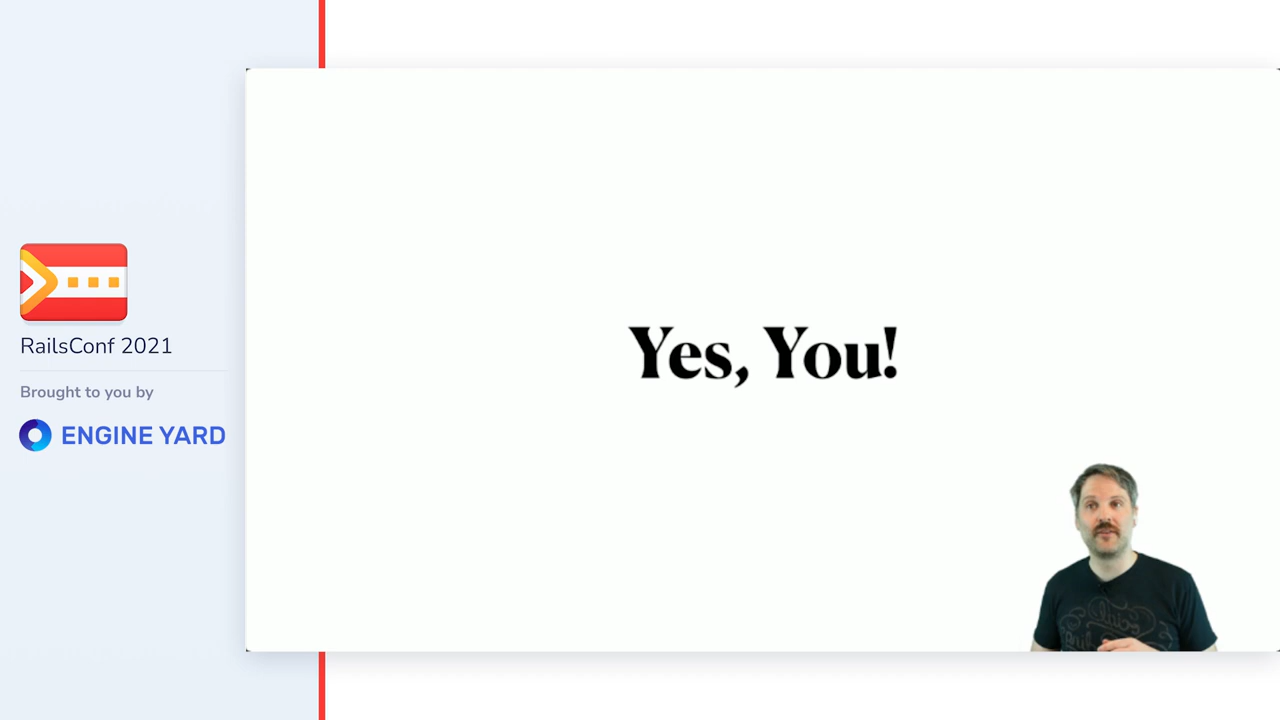 RailsConf 2021
Brought to you by
ENGINE YARD
Yes, You!